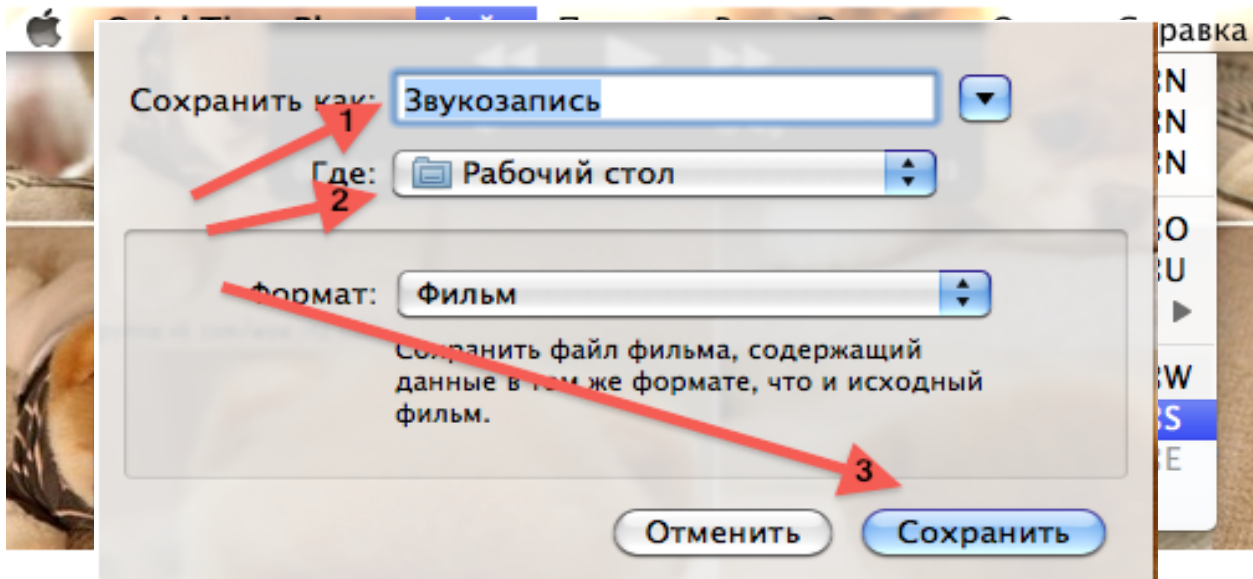 Справка
Сохранить как: Звукозапись
1
Где: Рабочий стол
2
Формат: Фильм
Сохранить файл фильма, содержащий
данные в том же формате, что и исходный
фильм.
3
Отменить Сохранить
N
N
N
O
U
W
S
E